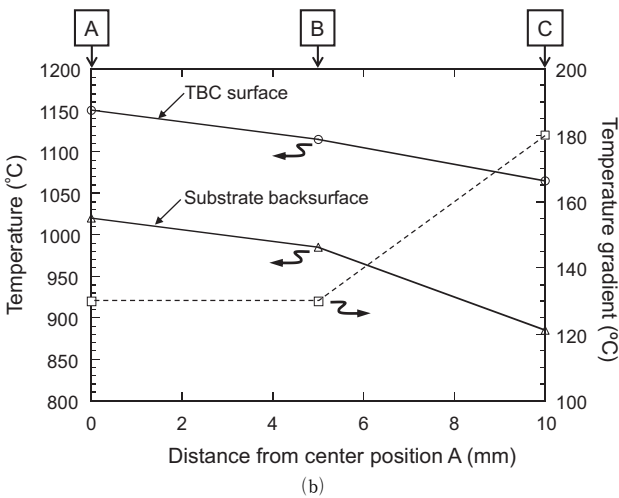 A B C
1200 200
TBC surface
1150
180
1100
Substrate backsurface
1050
160
1000
950
140
900
120
850
800 100
0 2 4 6 8 10
Temperature (°C)
Temperature gradient (°C)
Distance from center position A (mm)
(b)